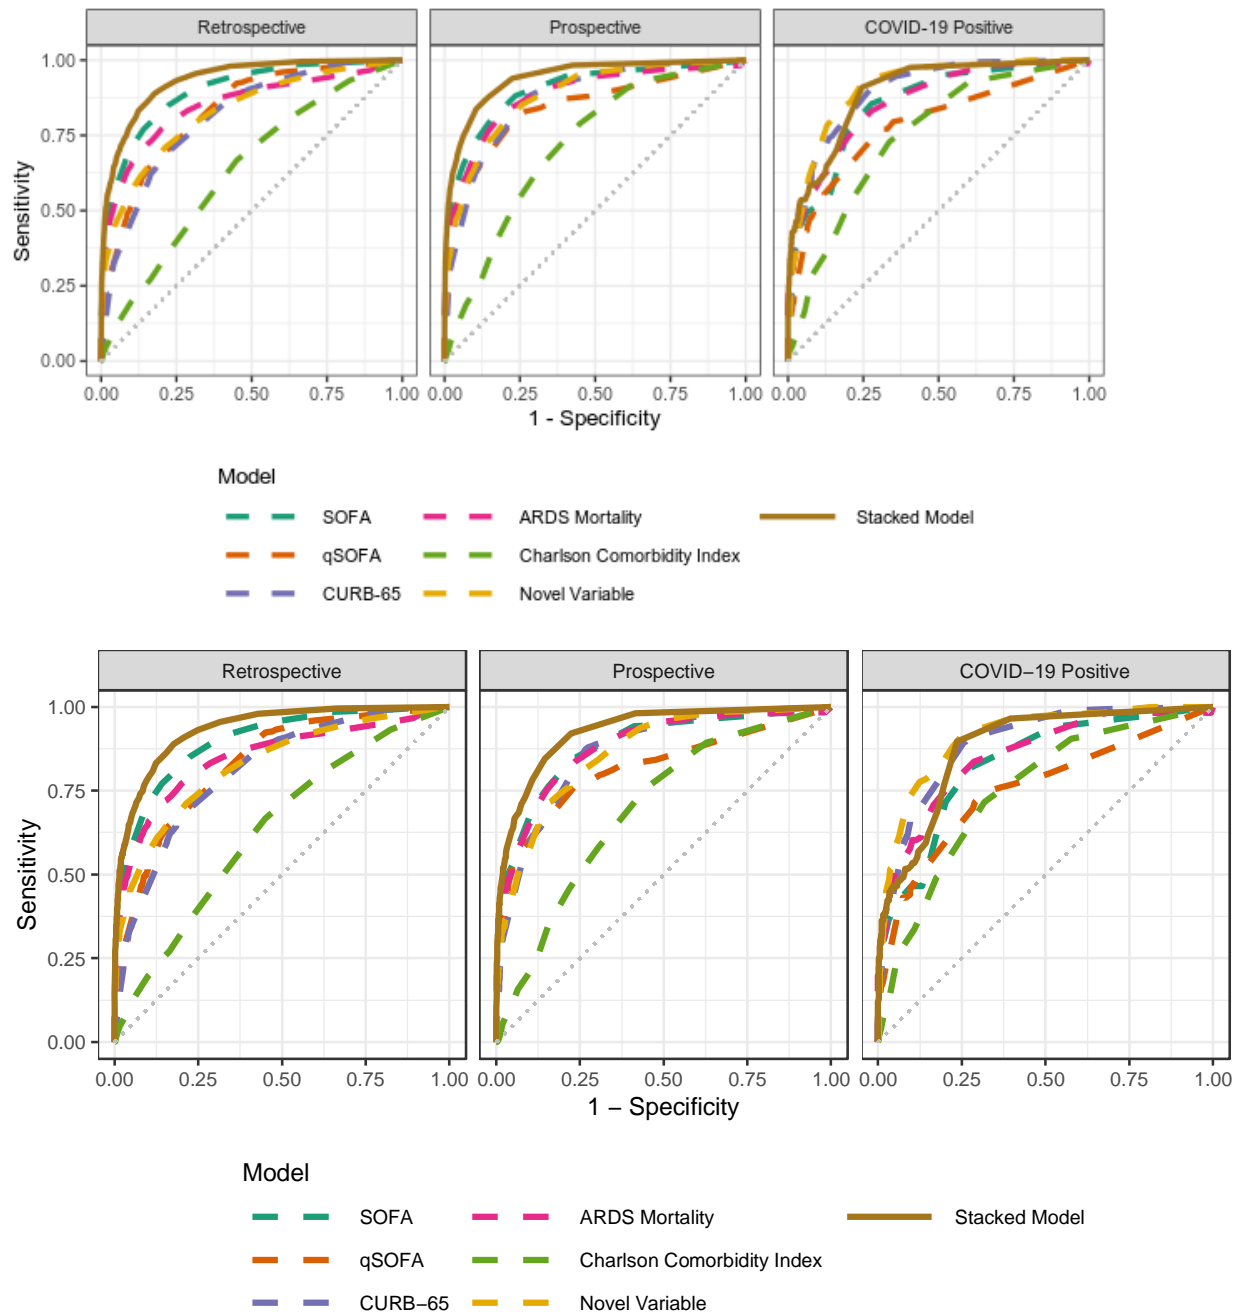 Retrospective Prospective COVID-19 Positive
1.00
0.75
0.50
0.25
0.00
Sensitivity
0.00 0.25 0.50 0.75 1.00 0.00 0.25 0.50 0.75 1.00 0.00 0.25 0.50 0.75 1.00
1 - Specificity
Model
SOFA ARDS Mortality Stacked Model
qSOFA Charlson Comorbidity Index
CURB-65 Novel Variable
Retrospective Prospective COVID−19 Positive
1.00
0.75
0.50
0.25
0.00
Sensitivity
0.00 0.25 0.50 0.75 1.00 0.00 0.25 0.50 0.75 1.00 0.00 0.25 0.50 0.75 1.00
1 − Specificity
Model
SOFA ARDS Mortality Stacked Model
qSOFA Charlson Comorbidity Index
CURB−65 Novel Variable